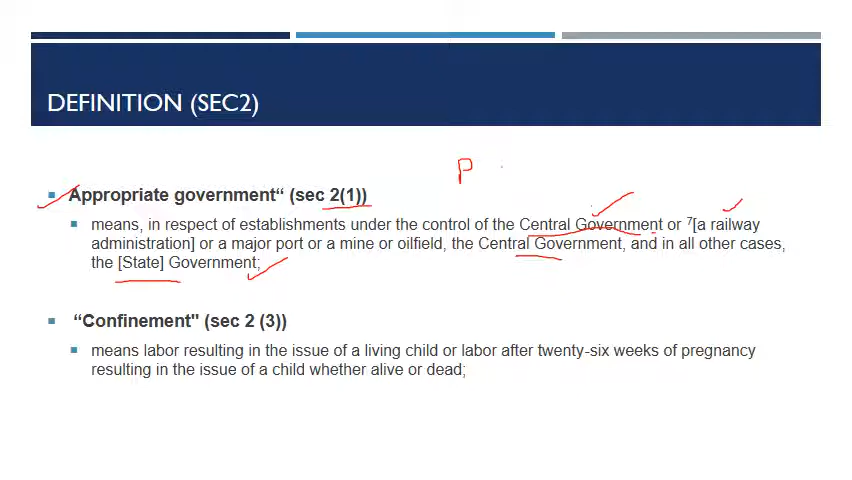 DEFINITION (SEC2)
P
Appropriate government“ (sec 2(1))
means, in respect of establishments under the control of the Central Government or 7[a railway
administration] or a major port or a mine or oilfield, the Central Government, and in all other cases,
the [State] Government;
“Confinement" (sec 2 (3))
means labor resulting in the issue of a living child or labor after twenty-six weeks of pregnancy
resulting in the issue of a child whether alive or dead;